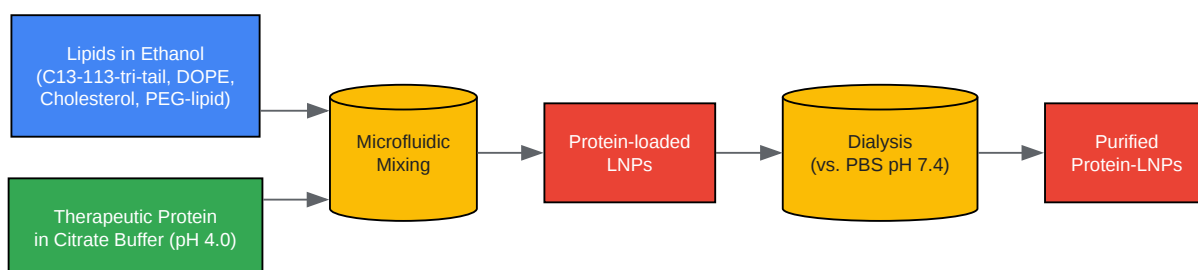 Lipids in Ethanol
(C13-113-tri-tail, DOPE,
Cholesterol, PEG-lipid)
Therapeutic Protein
in Citrate Buffer (pH 4.0)
Microfluidic
Mixing
Protein-loaded
LNPs
Dialysis
(vs. PBS pH 7.4)
Purified
Protein-LNPs